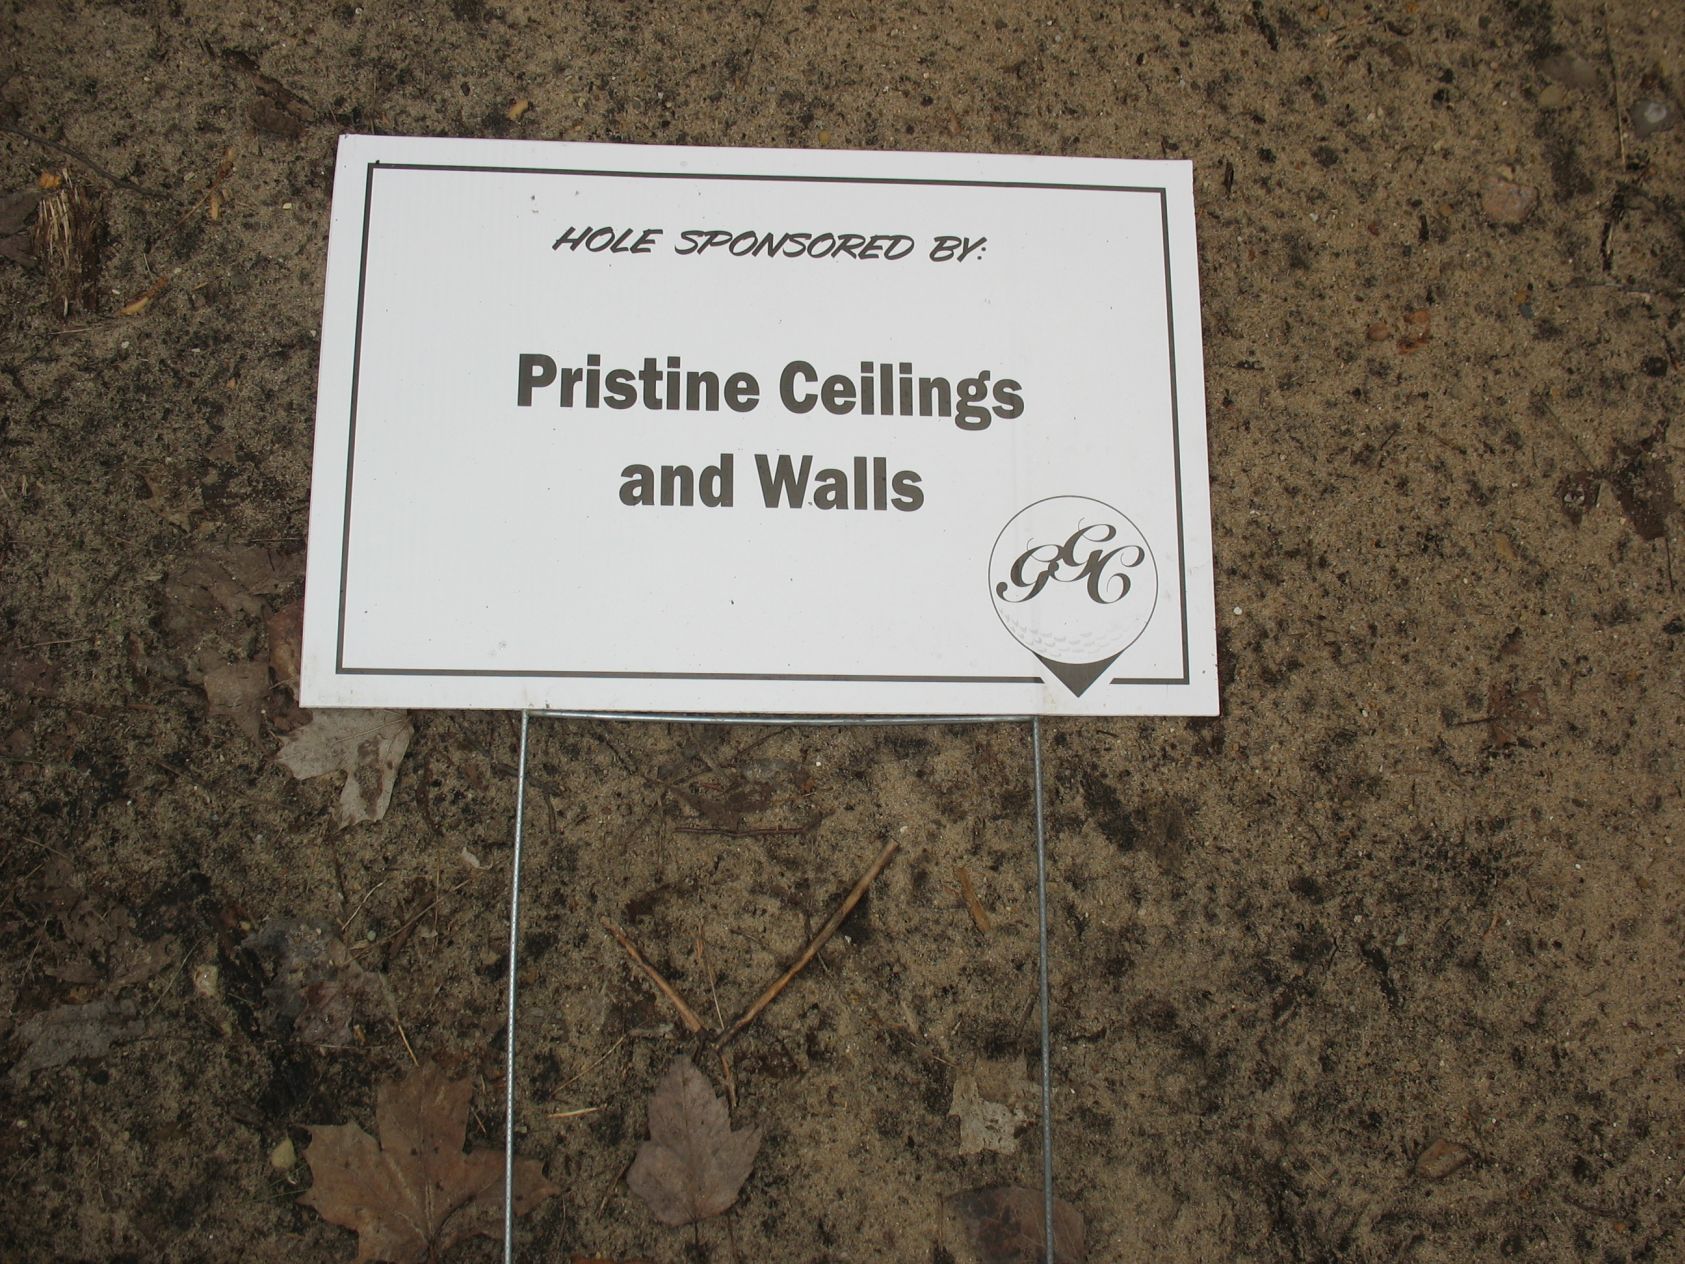 HOLE SPONSORED BY:
Pristine Ceilings
and Walls
GGC